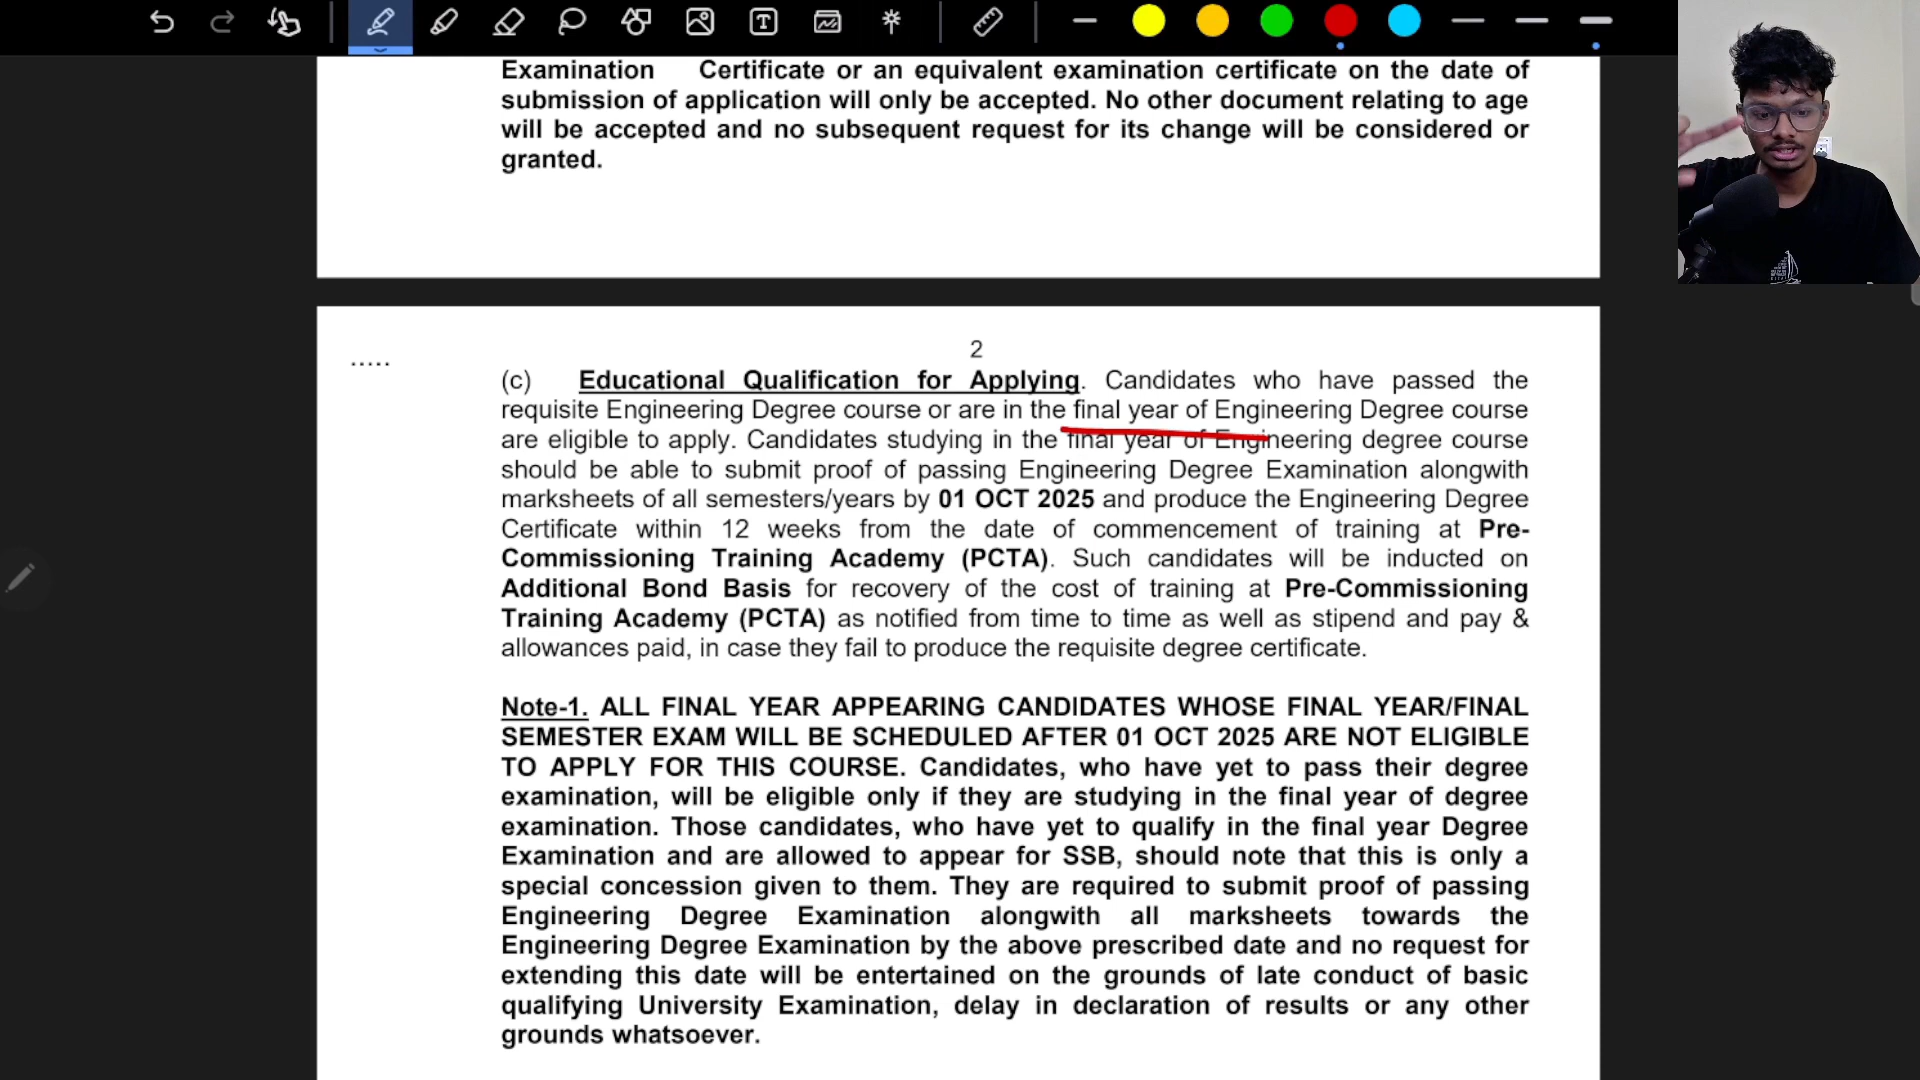 Examination Certificate or an equivalent examination certificate on the date of
submission of application will only be accepted. No other document relating to age
will be accepted and no subsequent request for its change will be considered or
granted.
2
.....
(c) Educational Qualification for Applying. Candidates who have passed the
requisite Engineering Degree course or are in the final year of Engineering Degree course
are eligible to apply. Candidates studying in the final year of Engineering degree course
should be able to submit proof of passing Engineering Degree Examination alongwith
marksheets of all semesters/years by 01 OCT 2025 and produce the Engineering Degree
Certificate within 12 weeks from the date of commencement of training at Pre-
Commissioning Training Academy (PCTA). Such candidates will be inducted on
Additional Bond Basis for recovery of the cost of training at Pre-Commissioning
Training Academy (PCTA) as notified from time to time as well as stipend and pay &
allowances paid, in case they fail to produce the requisite degree certificate.
Note-1. ALL FINAL YEAR APPEARING CANDIDATES WHOSE FINAL YEAR/FINAL
SEMESTER EXAM WILL BE SCHEDULED AFTER 01 OCT 2025 ARE NOT ELIGIBLE
TO APPLY FOR THIS COURSE. Candidates, who have yet to pass their degree
examination, will be eligible only if they are studying in the final year of degree
examination. Those candidates, who have yet to qualify in the final year Degree
Examination and are allowed to appear for SSB, should note that this is only a
special concession given to them. They are required to submit proof of passing
Engineering Degree Examination alongwith all marksheets towards the
Engineering Degree Examination by the above prescribed date and no request for
extending this date will be entertained on the grounds of late conduct of basic
qualifying University Examination, delay in declaration of results or any other
grounds whatsoever.